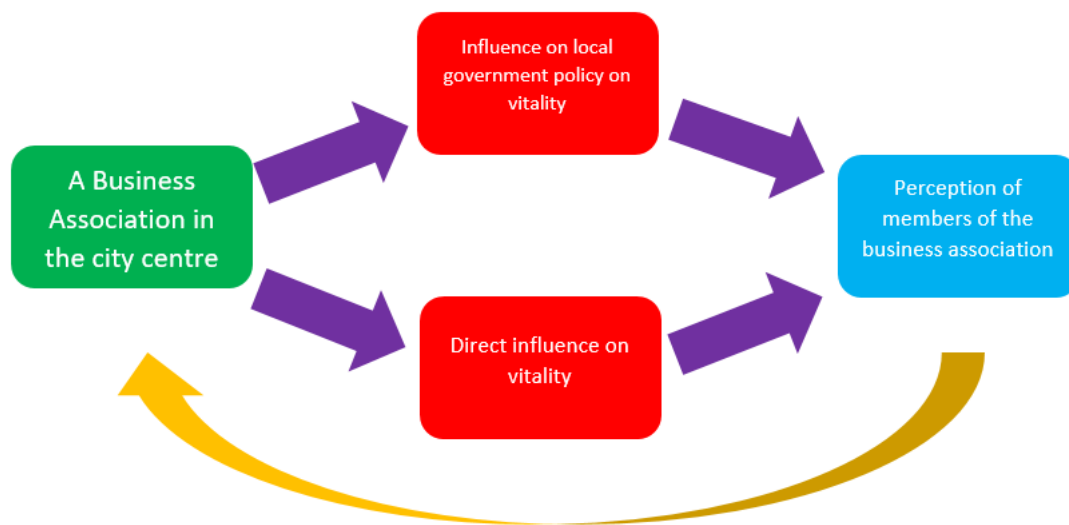 Influence on local
government policy on
vitality
A Business
Association in
the city centre
Perception of
members of the
business association
Direct influence on
vitality